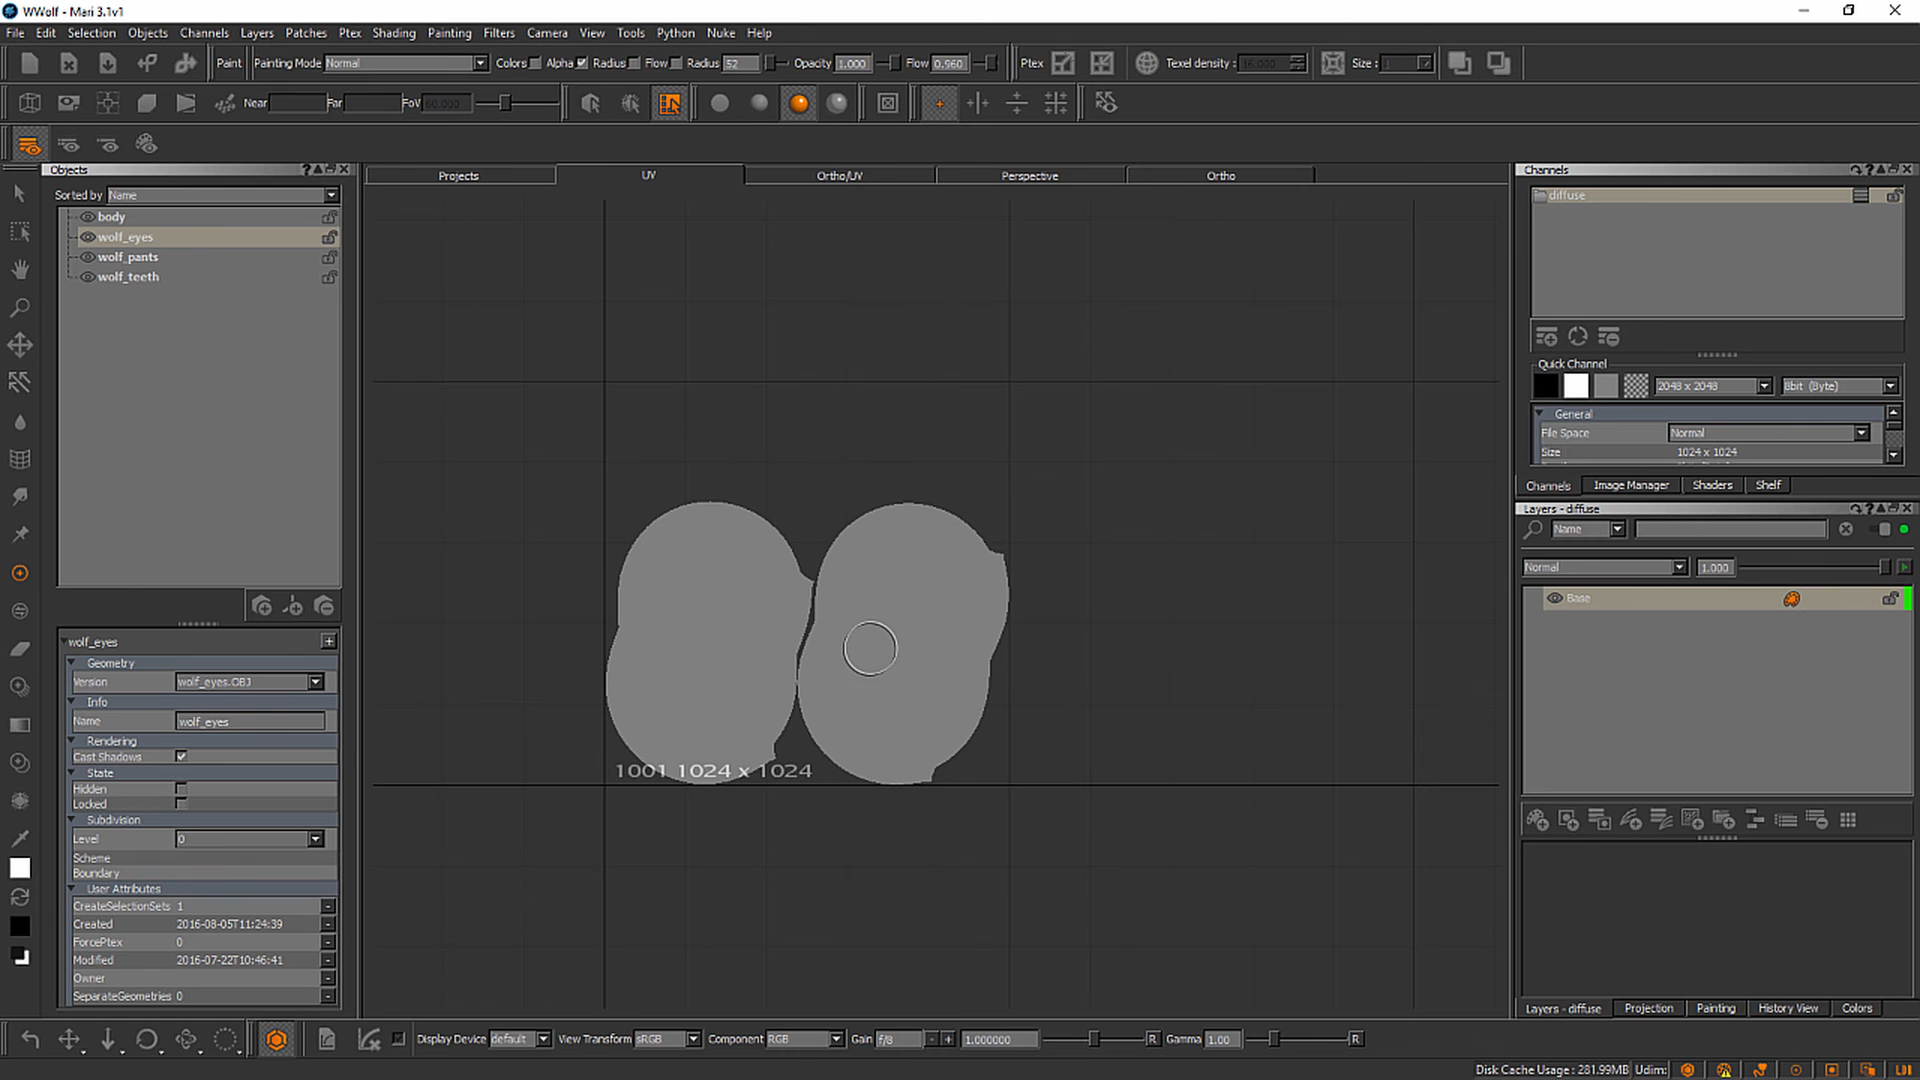 WWolf - Mari 3.1v1
File Edit Selection Objects Channels Layers Patches Ptex Shading Painting Filters Camera View Tools Python Nuke Help
Paint Painting Mode Normal Colors Alpha Radius Flow Radius 52 Opacity 1.000 Flow 0.960 Ptex Texel density : 16.000 Size : 1
Near Far FoV 60.000
Objects
Sorted by Name
body
wolf_eyes
wolf_pants
wolf_teeth
wolf_eyes
Geometry
Version wolf_eyes.OBJ
Info
Name wolf_eyes
Rendering
Cast Shadows
State
Hidden
Locked
Subdivision
Level 0
Scheme
Boundary
User Attributes
CreateSelectionSets 1
Created 2016-08-05T11:24:39
ForcePtex 0
Modified 2016-07-22T10:46:41
Owner
SeparateGeometries 0
Projects UV Ortho/UV Perspective Ortho
1001 1024 x 1024
Channels
diffuse
Quick Channel
2048 x 2048 8bit (Byte)
General
File Space Normal
Size 1024 x 1024
Channels Image Manager Shaders Shelf
Layers - diffuse
Name
Normal 1.000
Base
Layers - diffuse Projection Painting History View Colors
Display Device default View Transform sRGB Component RGB Gain f/8 - + 1.000000 R Gamma 1.00 R
Disk Cache Usage : 281.99MB Udim: